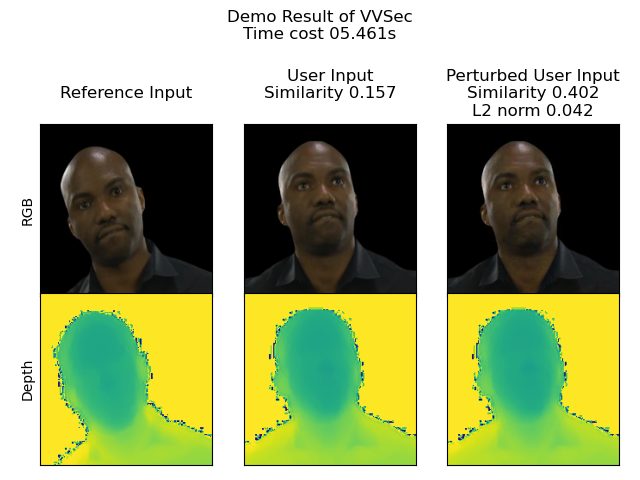 Demo Result of VVSec
Time cost 05.461s
Reference Input
User Input
Similarity 0.157
Perturbed User Input
Similarity 0.402
L2 norm 0.042
RGB
Depth